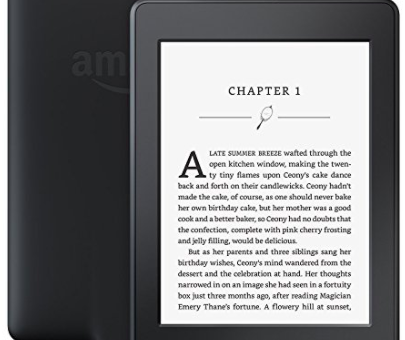 am
CHAPTER 1
A LATE SUMMER BREEZE wafted through the
open kitchen window, making the twen-
ty tiny flames upon Ceony's cake dance
back and forth on their candlewicks. Ceony hadn't
made the cake, of course, as one should never bake
her own birthday cake, but her mother was a good
cook and a better baker, so Ceony had no doubts that
the confection, complete with pink cherry frosting
and jelly filling, would be delicious.
But as her parents and three siblings sang her
birthday wishes, Ceony's mind wandered from the
dessert and the celebration at hand. Her thoughts
narrowed in on an image she had seen in a fortuity
box just three months ago, after reading Magician
Emery Thane's fortune. A flowery hill at sunset,